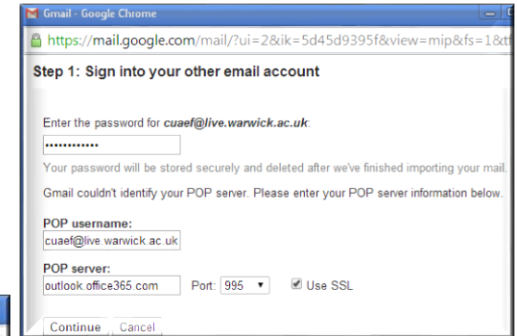 Gmail - Google Chrome
https://mail.google.com/mail/?ui=2&ik=5d45d9395f&view=mip&fs=1&tf
Step 1: Sign into your other email account
Enter the password for cuaef@live.warwick.ac.uk:
••••••••••••
Your password will be stored securely and deleted after we've finished importing your mail.
Gmail couldn't identify your POP server. Please enter your POP server information below.
POP username:
cuaef@live.warwick.ac.uk
POP server:
outlook.office365.com Port: 995 Use SSL
Continue Cancel